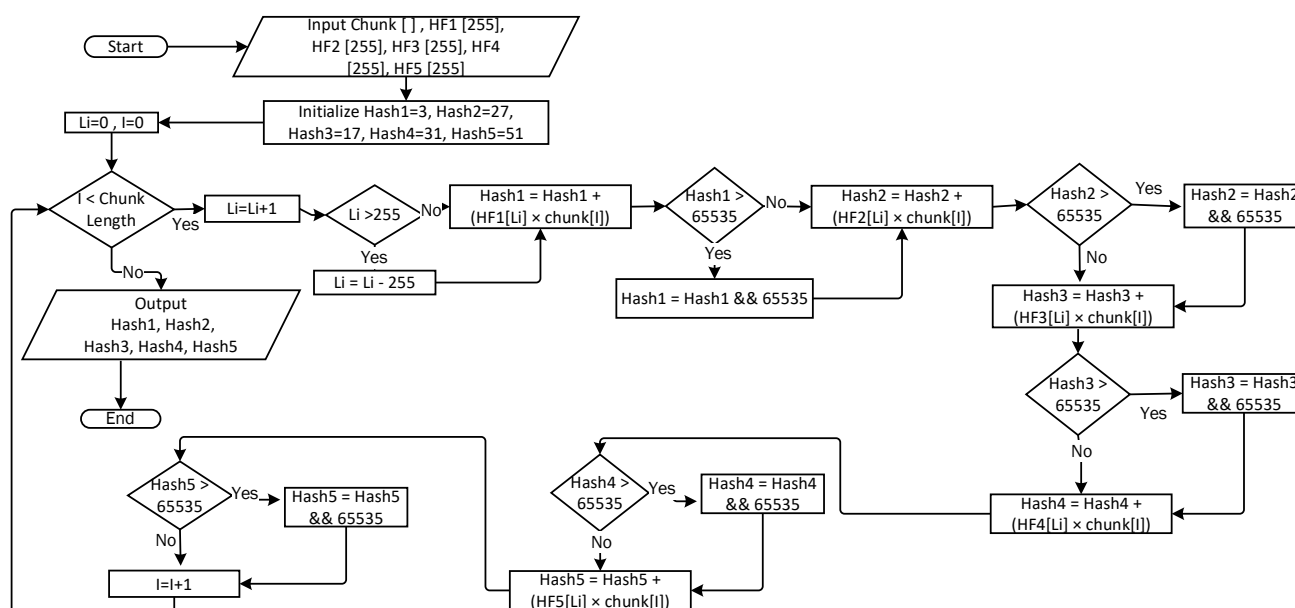 Start
Input Chunk [ ] , HF1 [255],
HF2 [255], HF3 [255], HF4
[255], HF5 [255]
Initialize Hash1=3, Hash2=27,
Hash3=17, Hash4=31, Hash5=51
Li=0 , I=0
I < Chunk
Length
Yes
No
Li=Li+1
Li >255
No
Yes
Li = Li - 255
Hash1 = Hash1 +
(HF1[Li] × chunk[I])
Hash1 >
65535
No
Yes
Hash1 = Hash1 && 65535
Hash2 = Hash2 +
(HF2[Li] × chunk[I])
Hash2 >
65535
Yes
No
Hash2 = Hash2
&& 65535
Hash3 = Hash3 +
(HF3[Li] × chunk[I])
Hash3 >
65535
Yes
No
Hash3 = Hash3
&& 65535
Hash4 = Hash4 +
(HF4[Li] × chunk[I])
Hash4 >
65535
Yes
No
Hash4 = Hash4
&& 65535
Hash5 = Hash5 +
(HF5[Li] × chunk[I])
Hash5 >
65535
Yes
No
Hash5 = Hash5
&& 65535
I=I+1
Output
Hash1, Hash2,
Hash3, Hash4, Hash5
End